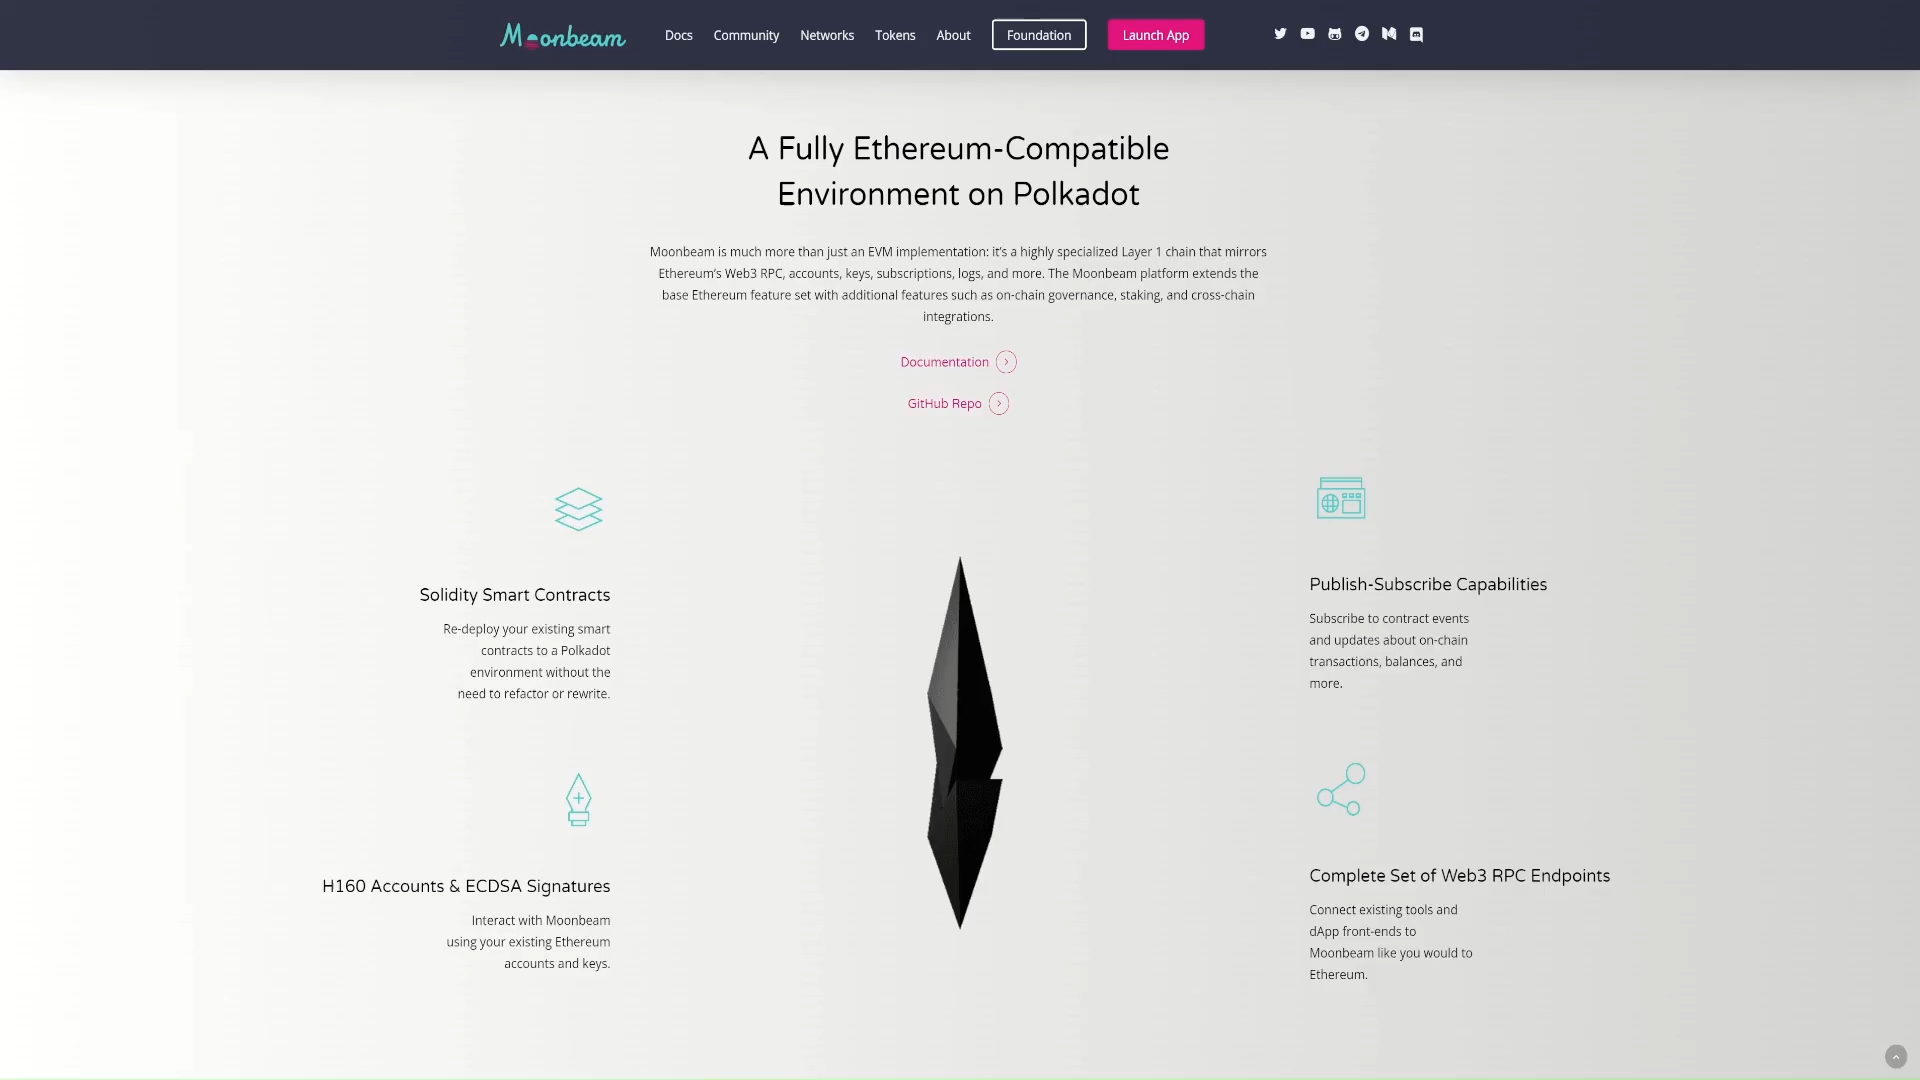 Moonbeam
Docs Community Networks Tokens About Foundation Launch App
A Fully Ethereum-Compatible
Environment on Polkadot
Moonbeam is much more than just an EVM implementation: it's a highly specialized Layer 1 chain that mirrors
Ethereum's Web3 RPC, accounts, keys, subscriptions, logs, and more. The Moonbeam platform extends the
base Ethereum feature set with additional features such as on-chain governance, staking, and cross-chain
integrations.
Documentation
GitHub Repo
Solidity Smart Contracts
Re-deploy your existing smart
contracts to a Polkadot
environment without the
need to refactor or rewrite.
Publish-Subscribe Capabilities
Subscribe to contract events
and updates about on-chain
transactions, balances, and
more.
H160 Accounts & ECDSA Signatures
Interact with Moonbeam
using your existing Ethereum
accounts and keys.
Complete Set of Web3 RPC Endpoints
Connect existing tools and
dApp front-ends to
Moonbeam like you would to
Ethereum.